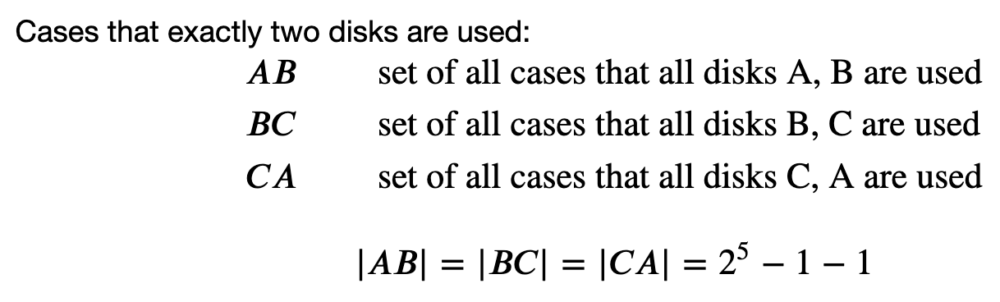 Cases that exactly two disks are used:
AB set of all cases that all disks A, B are used
BC set of all cases that all disks B, C are used
CA set of all cases that all disks C, A are used
|AB| = |BC| = |CA| = 2⁵ − 1 − 1